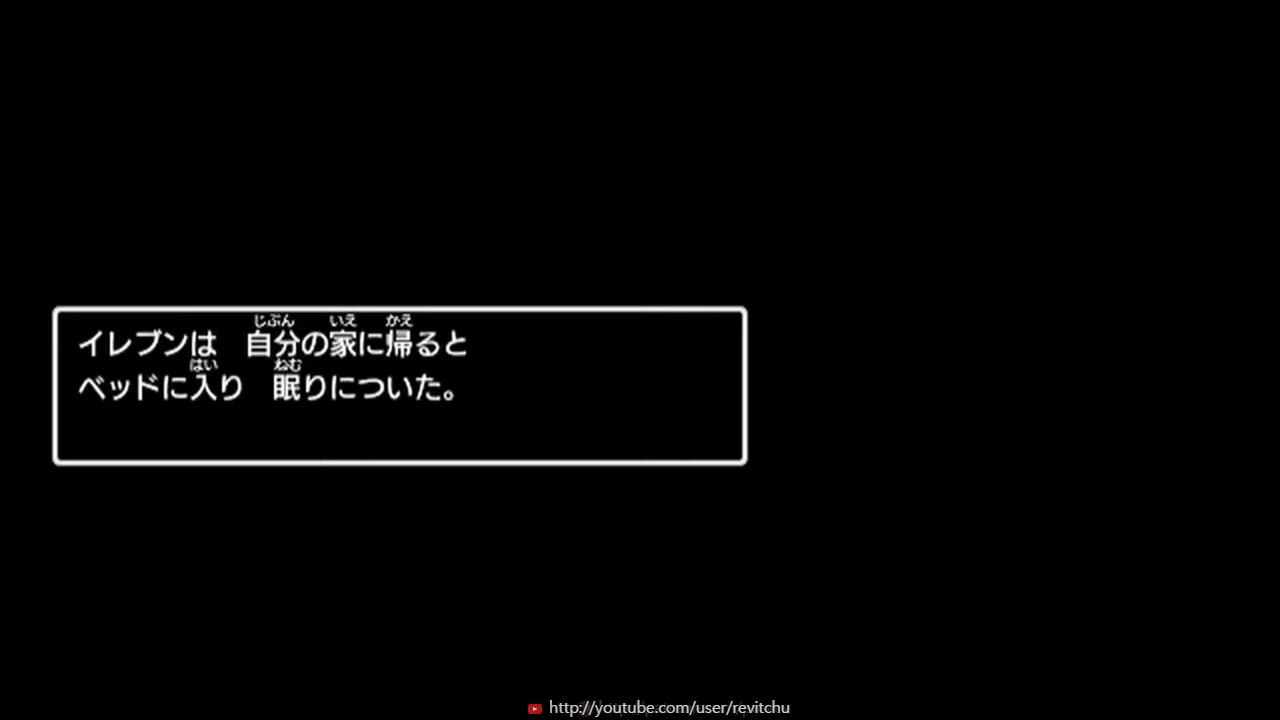 イレブンは　自分の家に帰ると
ベッドに入り　眠りについた。
http://youtube.com/user/revitchu